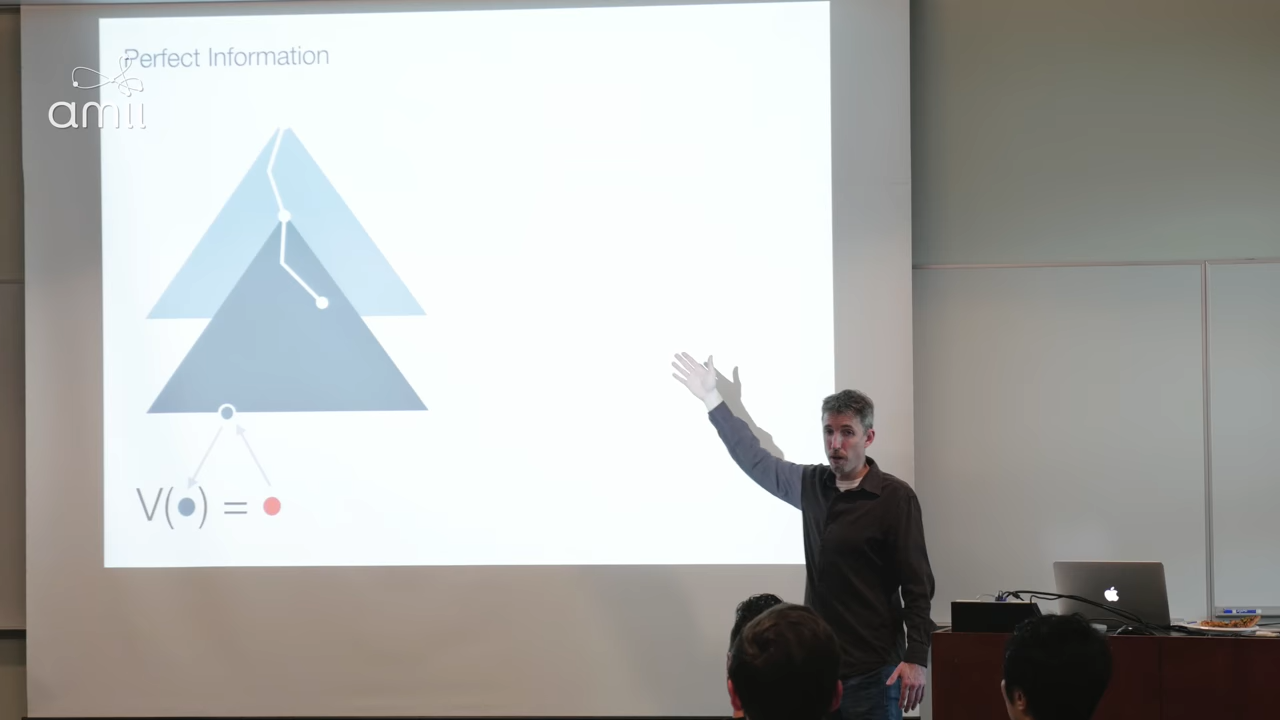 Perfect Information
amii
V(●) = ●